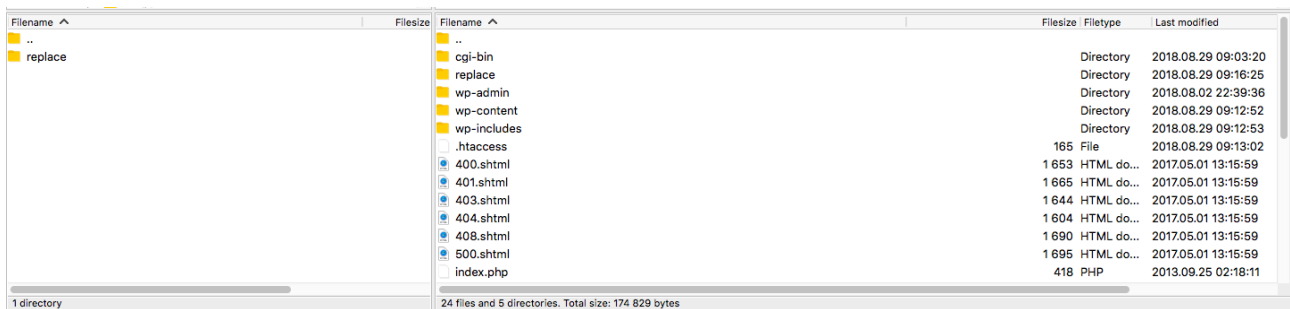 Filename Filesize
..
replace
1 directory
Filename Filesize Filetype Last modified
..
cgi-bin Directory 2018.08.29 09:03:20
replace Directory 2018.08.29 09:16:25
wp-admin Directory 2018.08.02 22:39:36
wp-content Directory 2018.08.29 09:12:52
wp-includes Directory 2018.08.29 09:12:53
.htaccess 165 File 2018.08.29 09:13:02
400.shtml 1 653 HTML do... 2017.05.01 13:15:59
401.shtml 1 665 HTML do... 2017.05.01 13:15:59
403.shtml 1 644 HTML do... 2017.05.01 13:15:59
404.shtml 1 604 HTML do... 2017.05.01 13:15:59
408.shtml 1 690 HTML do... 2017.05.01 13:15:59
500.shtml 1 695 HTML do... 2017.05.01 13:15:59
index.php 418 PHP 2013.09.25 02:18:11
24 files and 5 directories. Total size: 174 829 bytes